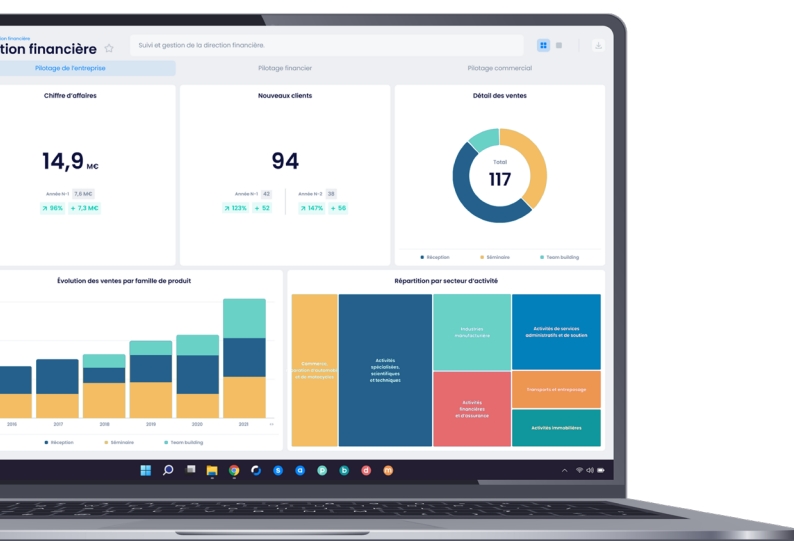 tion financière
tion financière
Suivi et gestion de la direction financière.
Pilotage de l'entreprise
Pilotage financier
Pilotage commercial
Chiffre d'affaires
14,9 M€
Année N-1 7,6 M€
98% + 7,3 M€
Nouveaux clients
94
Année N-1 42
123% + 52
Année N-2 38
147% + 56
Détail des ventes
Total
117
Réception
Séminaire
Team building
Évolution des ventes par famille de produit
2016 2017 2018 2019 2020 2021
Réception
Séminaire
Team building
Répartition par secteur d'activité
Activités
spécialisées,
scientifiques
et techniques
Industries
manufacturière
Activités
financières
et d'assurance
Activités de services
administratifs et de soutien
Transports et entreposage
Activités immobilières
s a p b d m